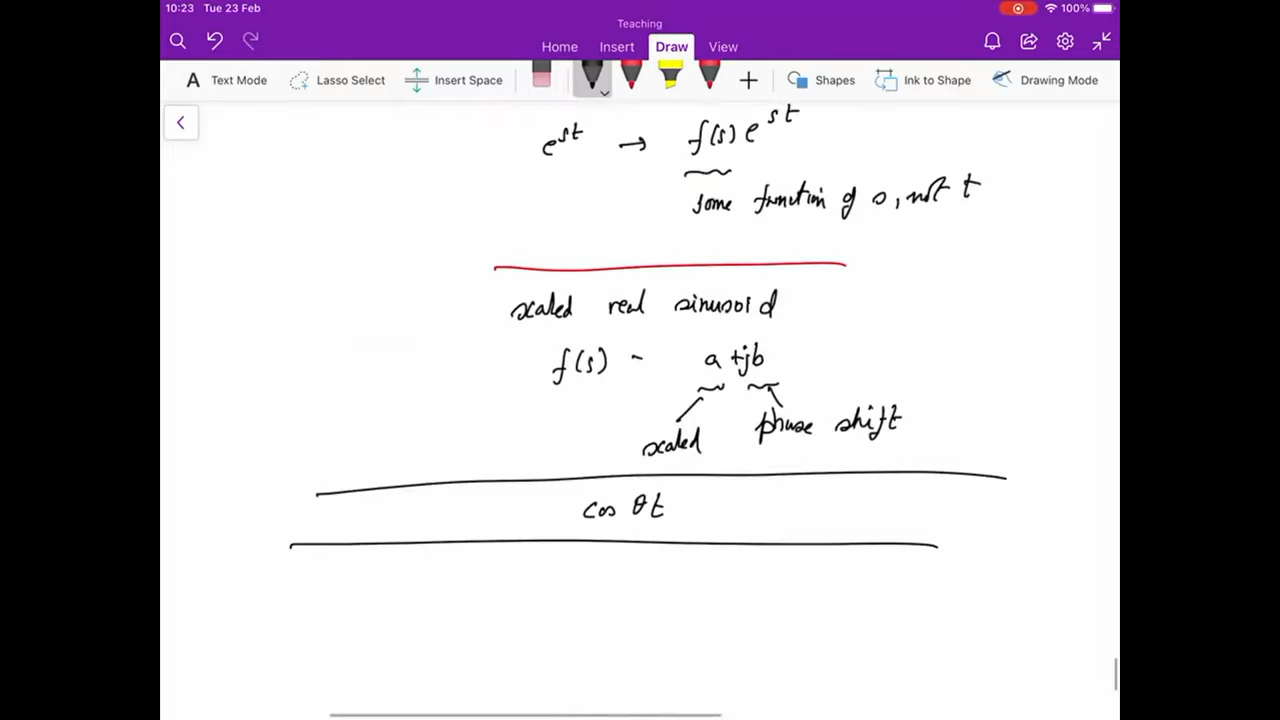 10:23 Tue 23 Feb
100%
Teaching
Home Insert Draw View
Text Mode Lasso Select Insert Space Shapes Ink to Shape Drawing Mode
e^st → f(s) e^st
some function of s, not t
scaled real sinusoid
f(s) - a + jb
scaled phase shift
cos θt